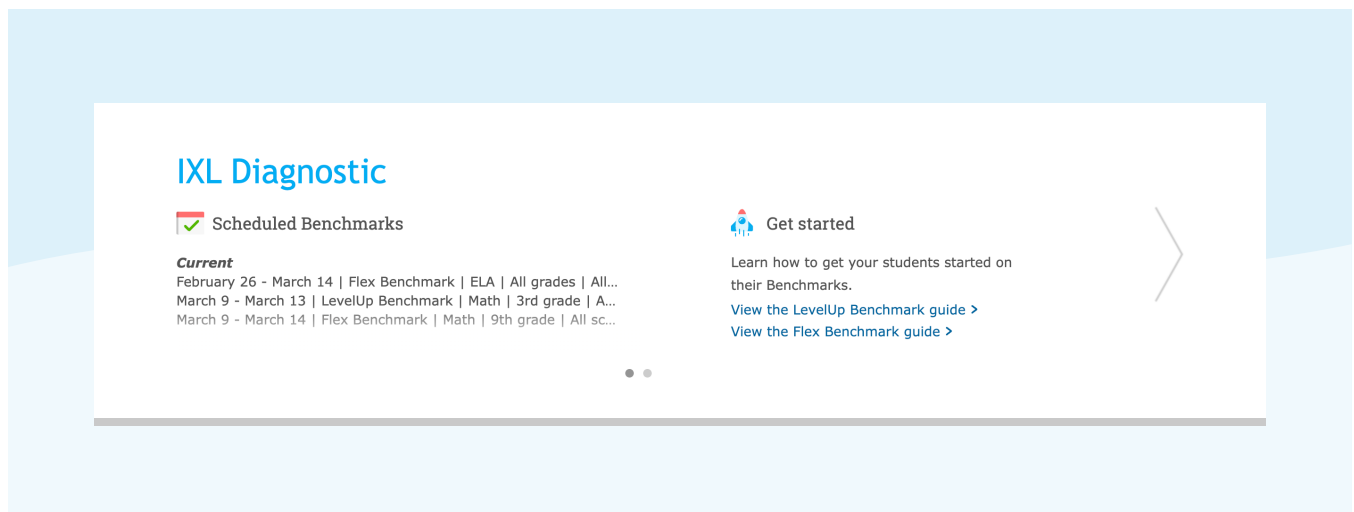 IXL Diagnostic
Scheduled Benchmarks
Current
February 26 - March 14 | Flex Benchmark | ELA | All grades | All...
March 9 - March 13 | LevelUp Benchmark | Math | 3rd grade | A...
March 9 - March 14 | Flex Benchmark | Math | 9th grade | All sc...
Get started
Learn how to get your students started on
their Benchmarks.
View the LevelUp Benchmark guide >
View the Flex Benchmark guide >